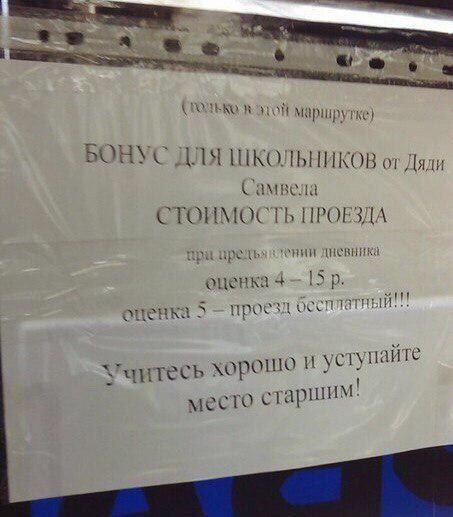 (только в этой маршрутке)
БОНУС ДЛЯ ШКОЛЬНИКОВ от Дяди
Самвела
СТОИМОСТЬ ПРОЕЗДА
при предъявлении дневника
оценка 4 – 15 р.
оценка 5 – проезд бесплатный!!!
Учитесь хорошо и уступайте
место старшим!